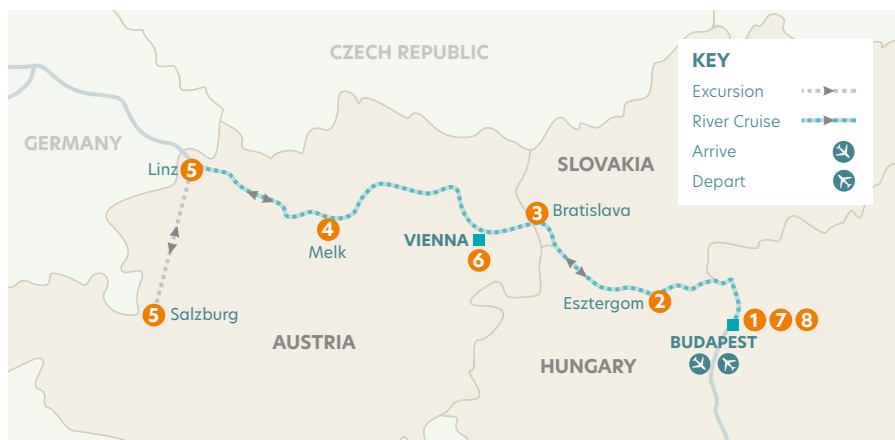 CZECH REPUBLIC
KEY
Excursion
River Cruise
Arrive
Depart
GERMANY
Linz 5
SLOVAKIA
3 Bratislava
4
Melk
VIENNA
6
Esztergom 2
5 Salzburg
1 7 8
BUDAPEST
AUSTRIA
HUNGARY